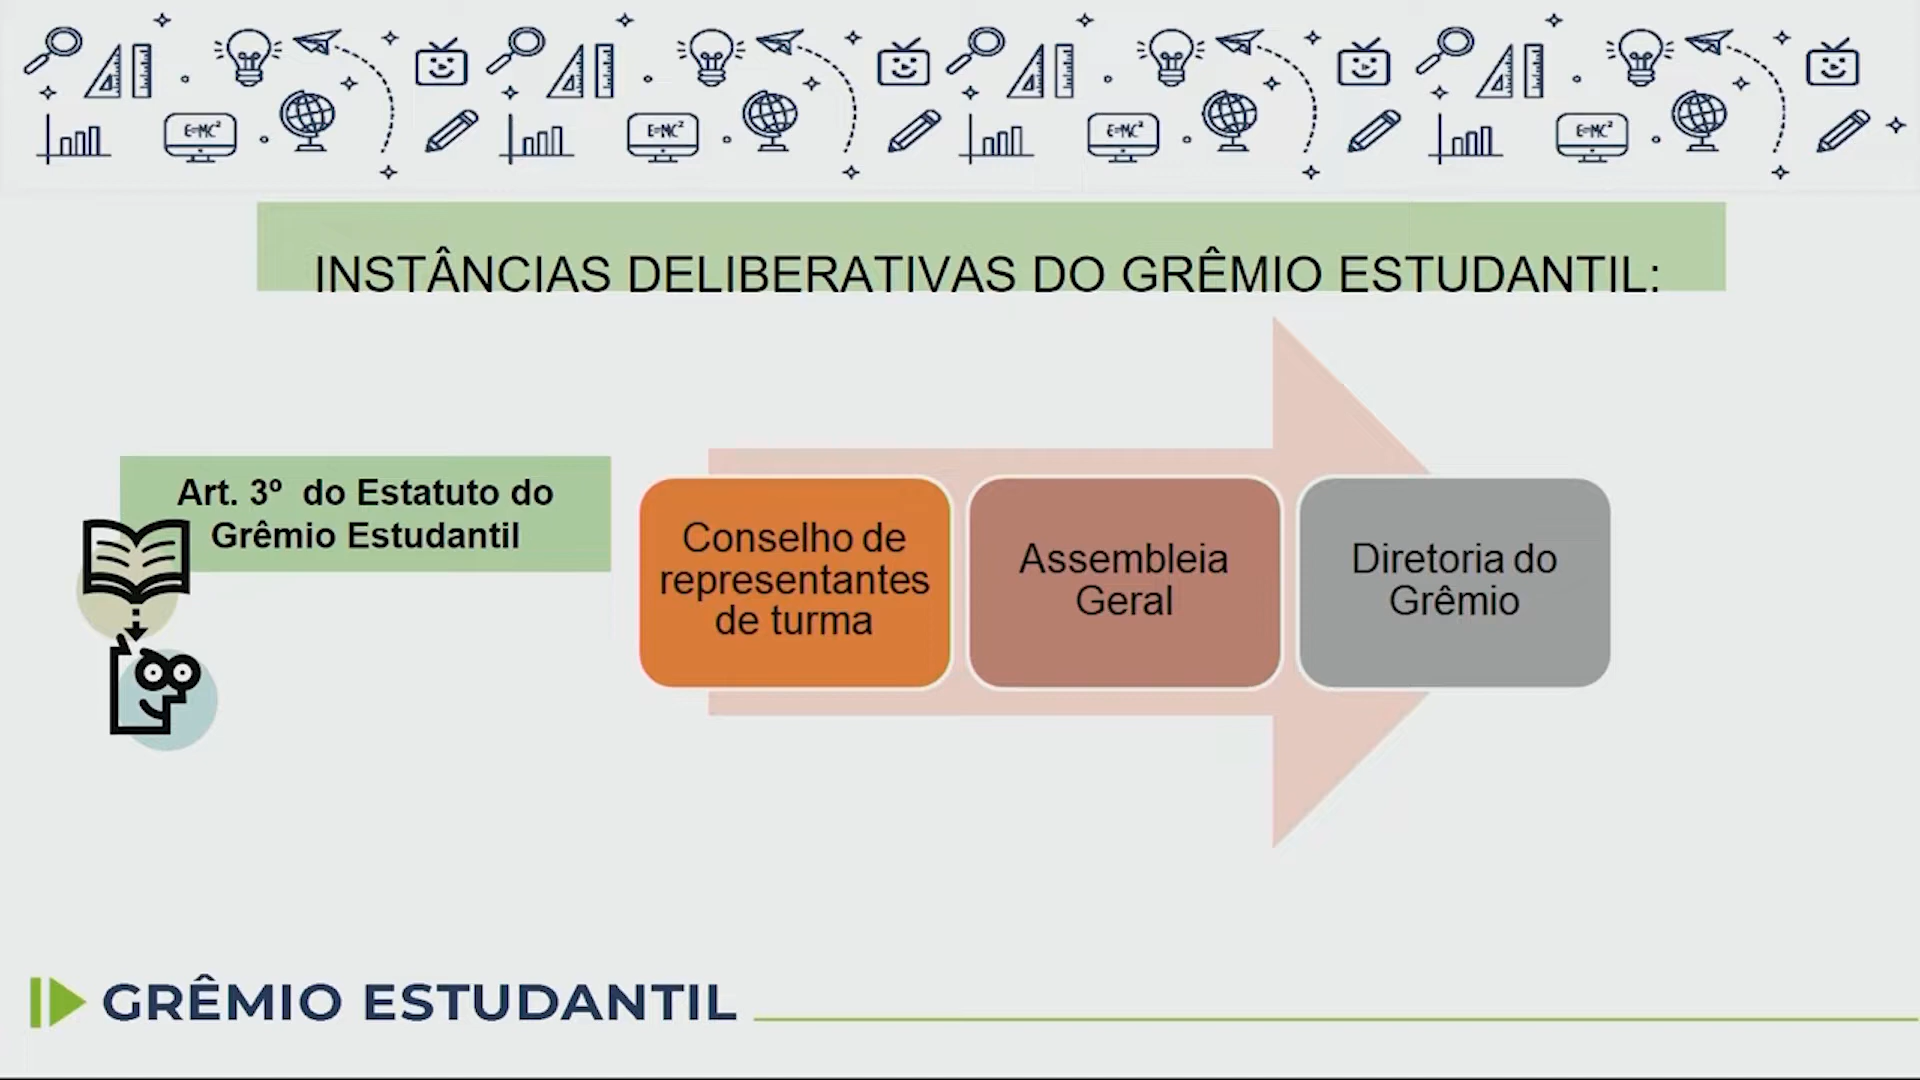 E=MC²
E=MC²
E=MC²
E=MC²
INSTÂNCIAS DELIBERATIVAS DO GRÊMIO ESTUDANTIL:
Art. 3º do Estatuto do
Grêmio Estudantil
Conselho de
representantes
de turma
Assembleia
Geral
Diretoria do
Grêmio
GRÊMIO ESTUDANTIL